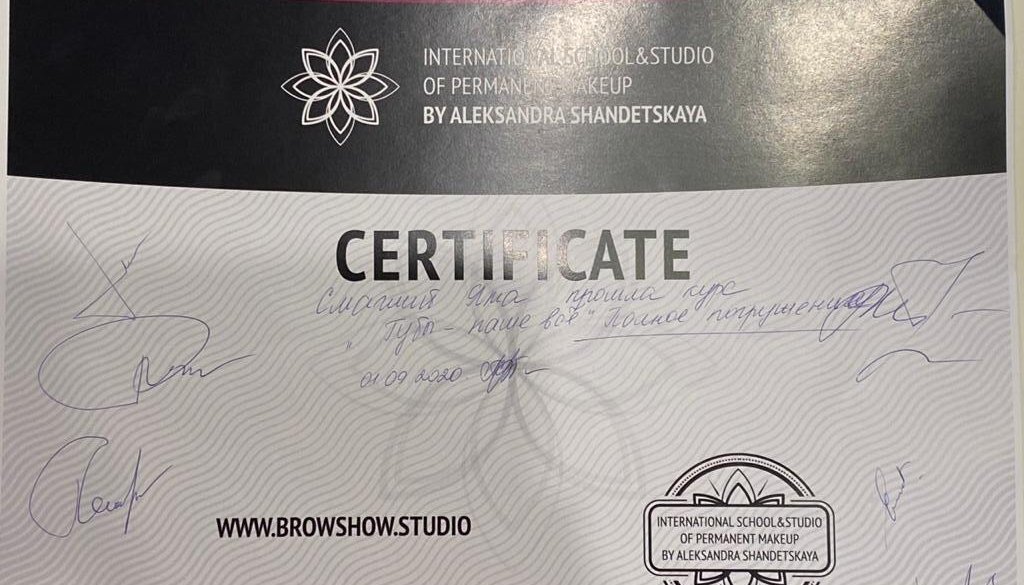 INTERNATIONAL SCHOOL&STUDIO
OF PERMANENT MAKEUP
BY ALEKSANDRA SHANDETSKAYA
CERTIFICATE
прошла курс
"Губы - наше всё" Полное погружение
01.09.2020
WWW.BROWSHOW.STUDIO
INTERNATIONAL SCHOOL&STUDIO
OF PERMANENT MAKEUP
BY ALEKSANDRA SHANDETSKAYA